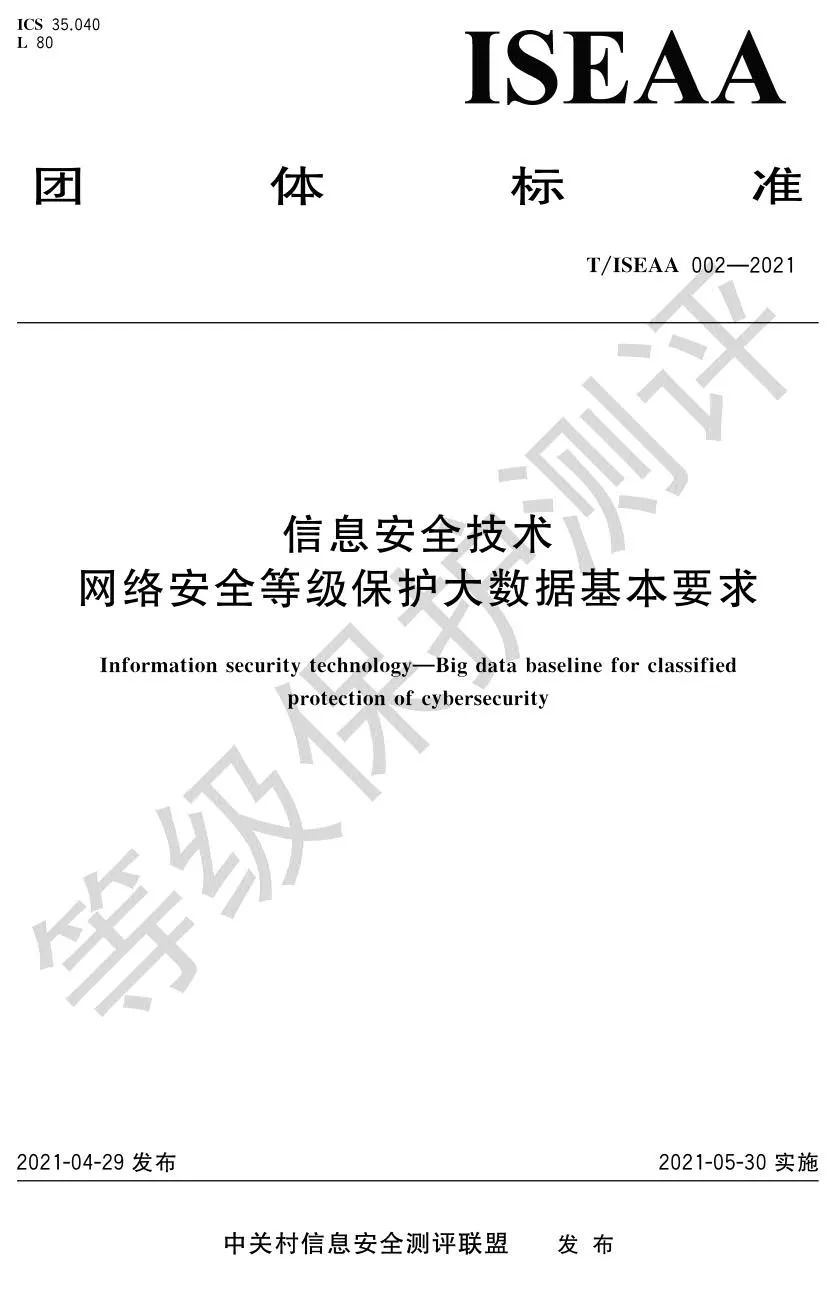 ICS 35.040
L 80
ISEAA
团体标准
T/ISEAA 002—2021
信息安全技术
网络安全等级保护大数据基本要求
Information security technology—Big data baseline for classified
protection of cybersecurity
等级保护测评
2021-04-29 发布
2021-05-30 实施
中关村信息安全测评联盟 发布